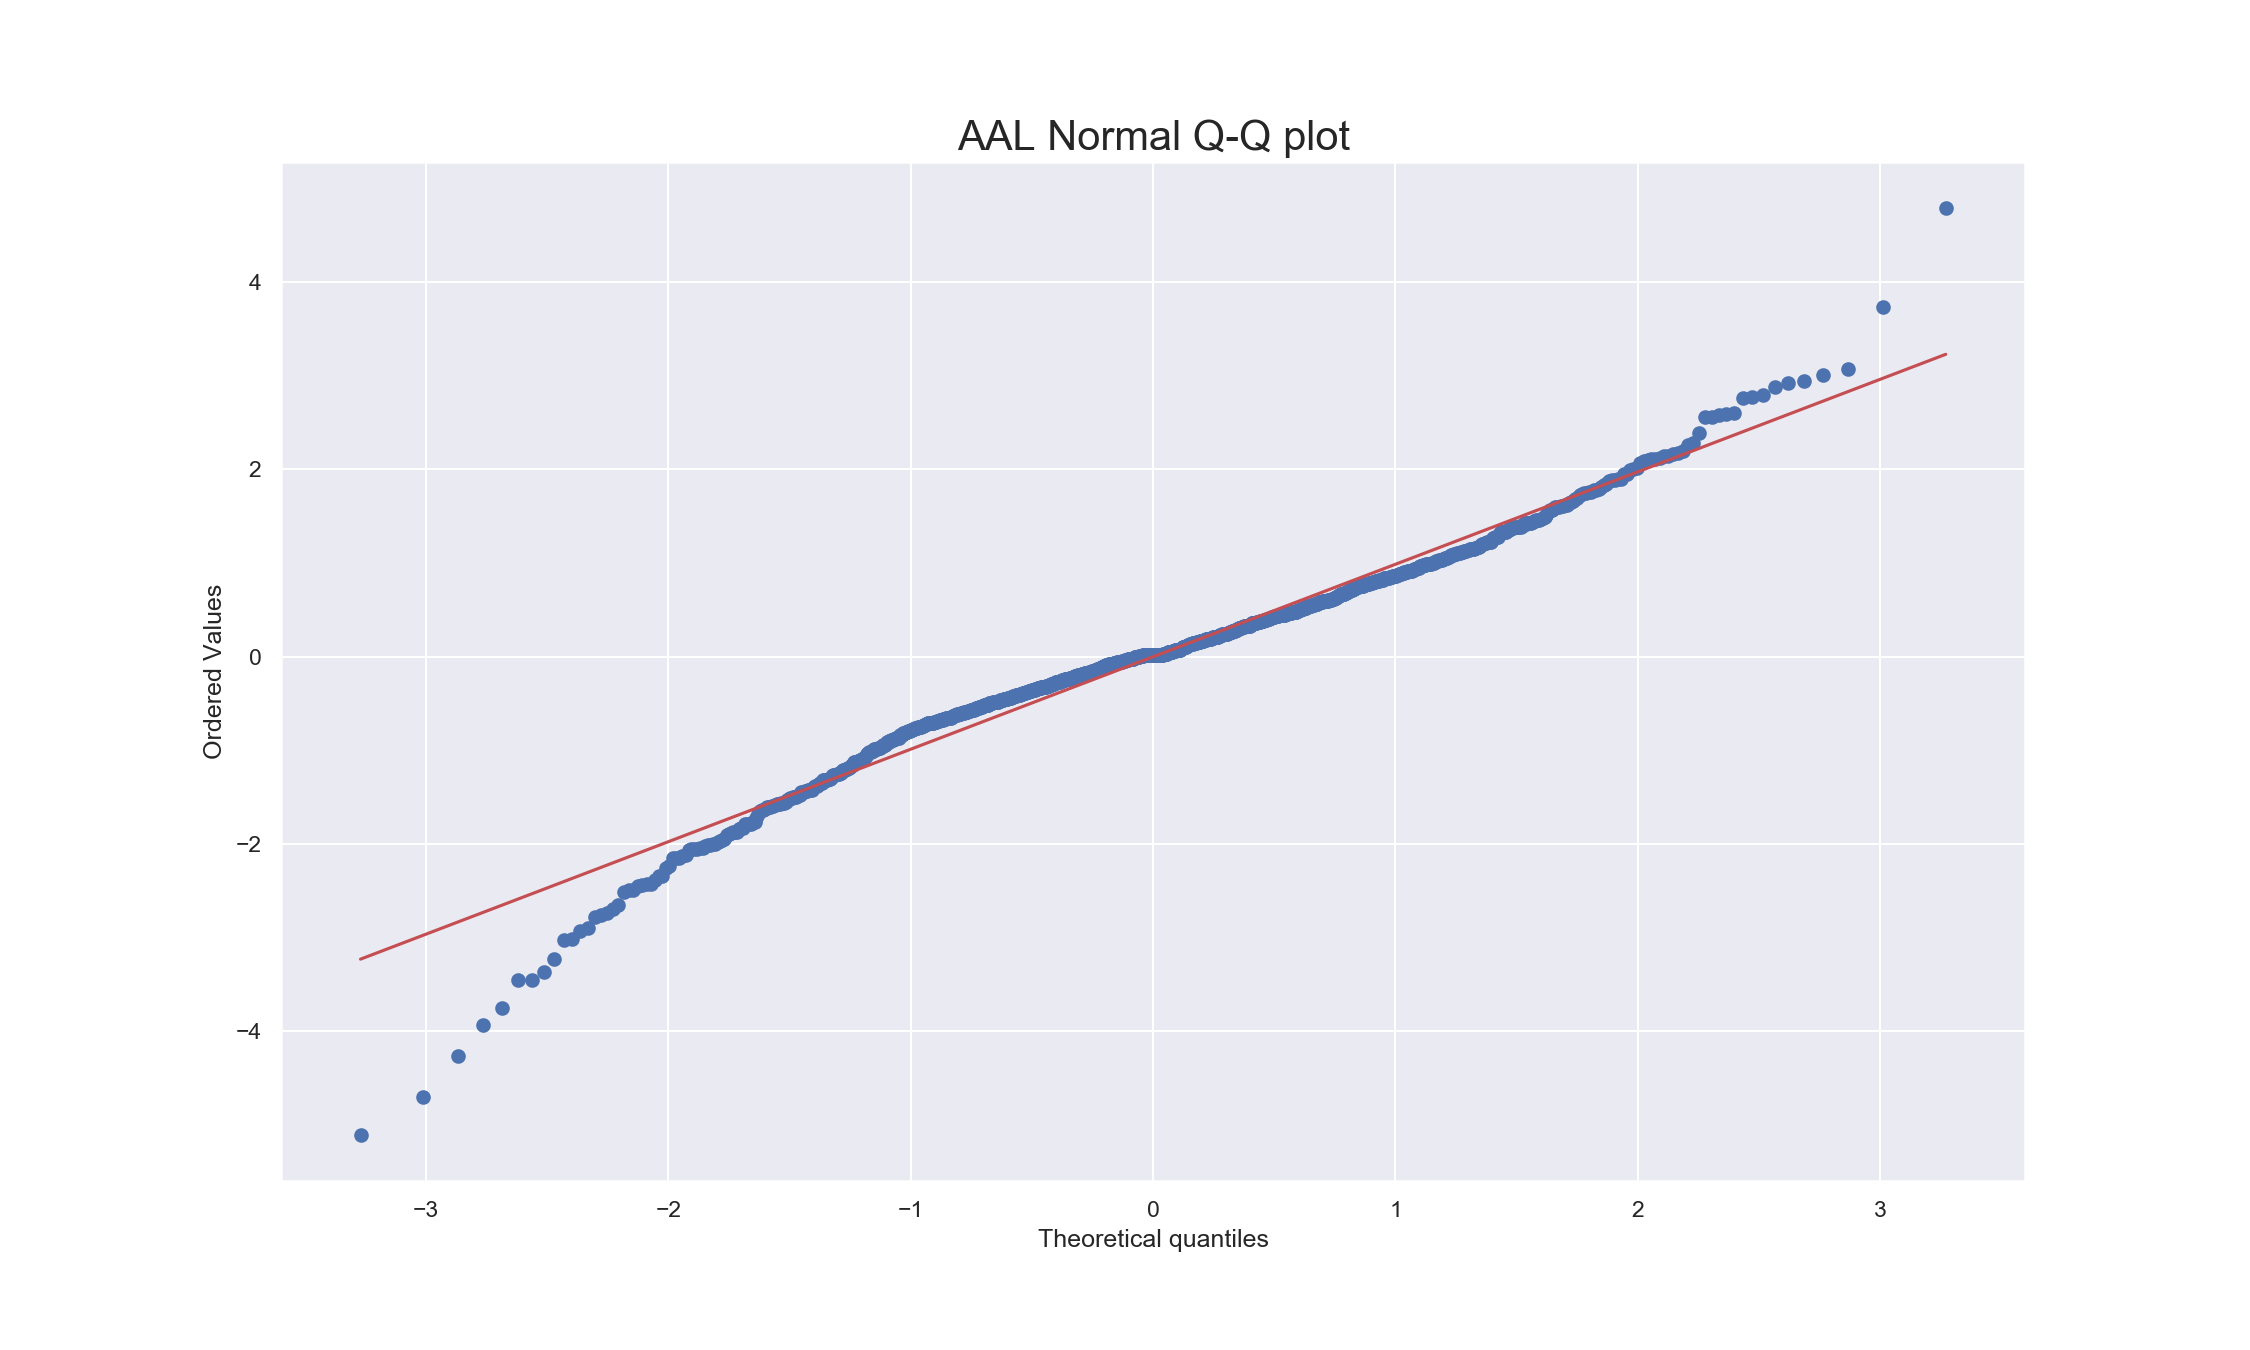 AAL Normal Q-Q plot
4
2
0
−2
−4
Ordered Values
−3 −2 −1 0 1 2 3
Theoretical quantiles